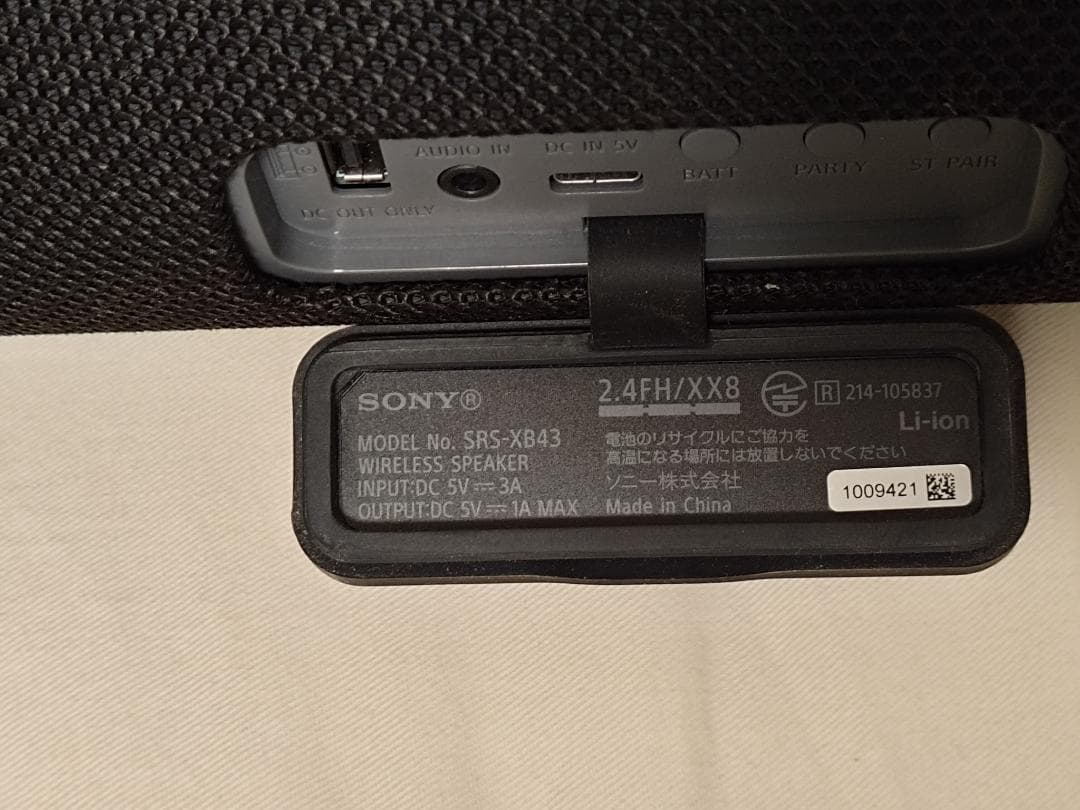 AUDIO IN
DC IN 5V
DC OUT ONLY
BATT
PARTY
ST PAIR
SONY®
MODEL No. SRS-XB43
WIRELESS SPEAKER
INPUT:DC 5V⎓3A
OUTPUT:DC 5V⎓1A MAX
2.4FH/XX8
R 214-105837
Li-ion
電池のリサイクルにご協力を
高温になる場所には放置しないでください
ソニー株式会社
Made in China
1009421